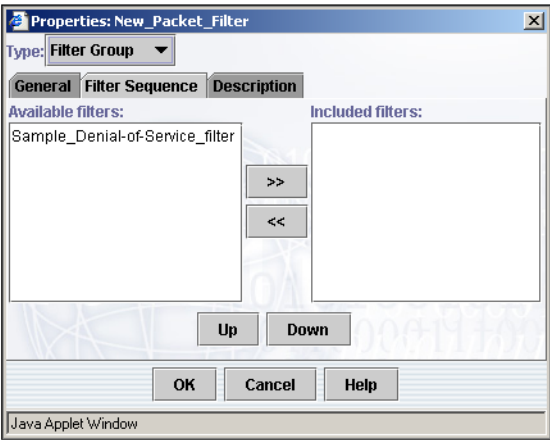 Properties: New_Packet_Filter
Type: Filter Group
General Filter Sequence Description
Available filters: Included filters:
Sample_Denial-of-Service_filter
>>
<<
Up Down
OK Cancel Help
Java Applet Window